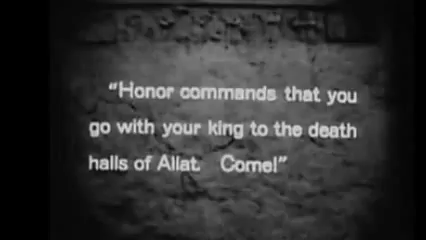 "Honor commands that you
go with your king to the death
halls of Allat. Come!"